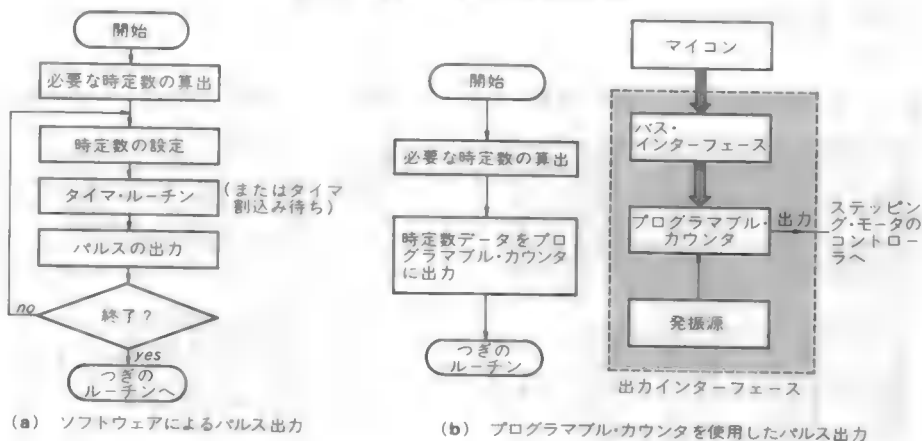 開始
必要な時定数の算出
時定数の設定
タイマ・ルーチン
(またはタイマ
割込み待ち)
パルスの出力
終了?
no
yes
つぎの
ルーチンへ
(a) ソフトウェアによるパルス出力
開始
必要な時定数の算出
時定数データをプロ
グラマブル・カウンタ
に出力
つぎの
ルーチン
マイコン
バス・
インターフェース
プログラマブル・
カウンタ
出力
ステッピン
グ・モータの
コントロー
ラへ
発振源
出力インターフェース
(b) プログラマブル・カウンタを使用したパルス出力